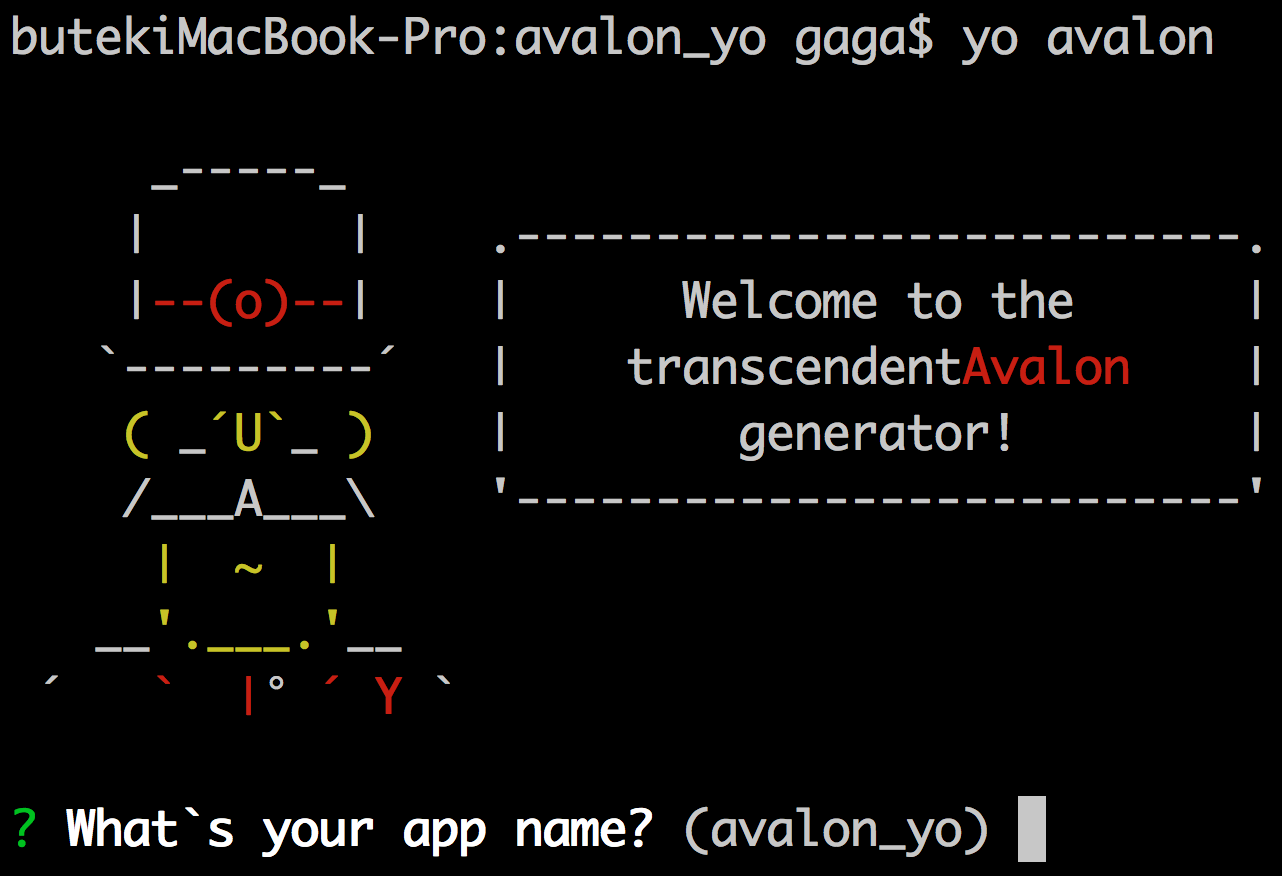 butekiMacBook-Pro:avalon_yo gaga$ yo avalon
     _-----_
    |       |    .--------------------------.
    |--(o)--|    |      Welcome to the      |
   `---------´   |    transcendentAvalon    |
    ( _´U`_ )    |        generator!        |
    /___A___\    '--------------------------'
     |  ~  |
   __'.___.'__
 ´   `  |° ´ Y `
? What`s your app name? (avalon_yo)